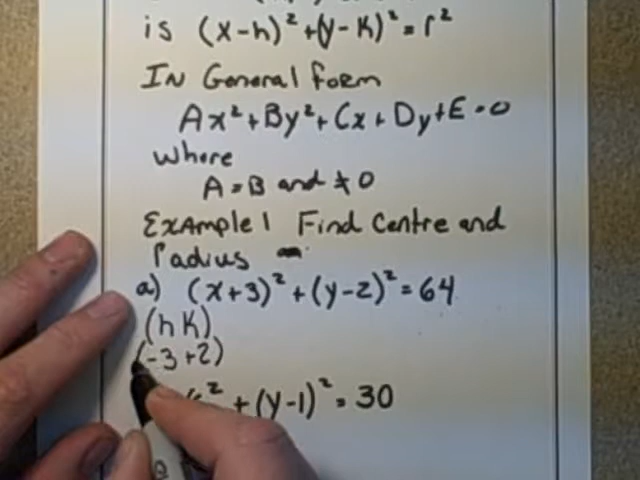 is (x-h)² + (y-k)² = r²
In General form
Ax² + By² + Cx + Dy + E = 0
where
A = B and ≠ 0
Example 1 Find Centre and
Radius
a) (x+3)² + (y-2)² = 64
(h K)
(-3 +2)
² + (y-1)² = 30